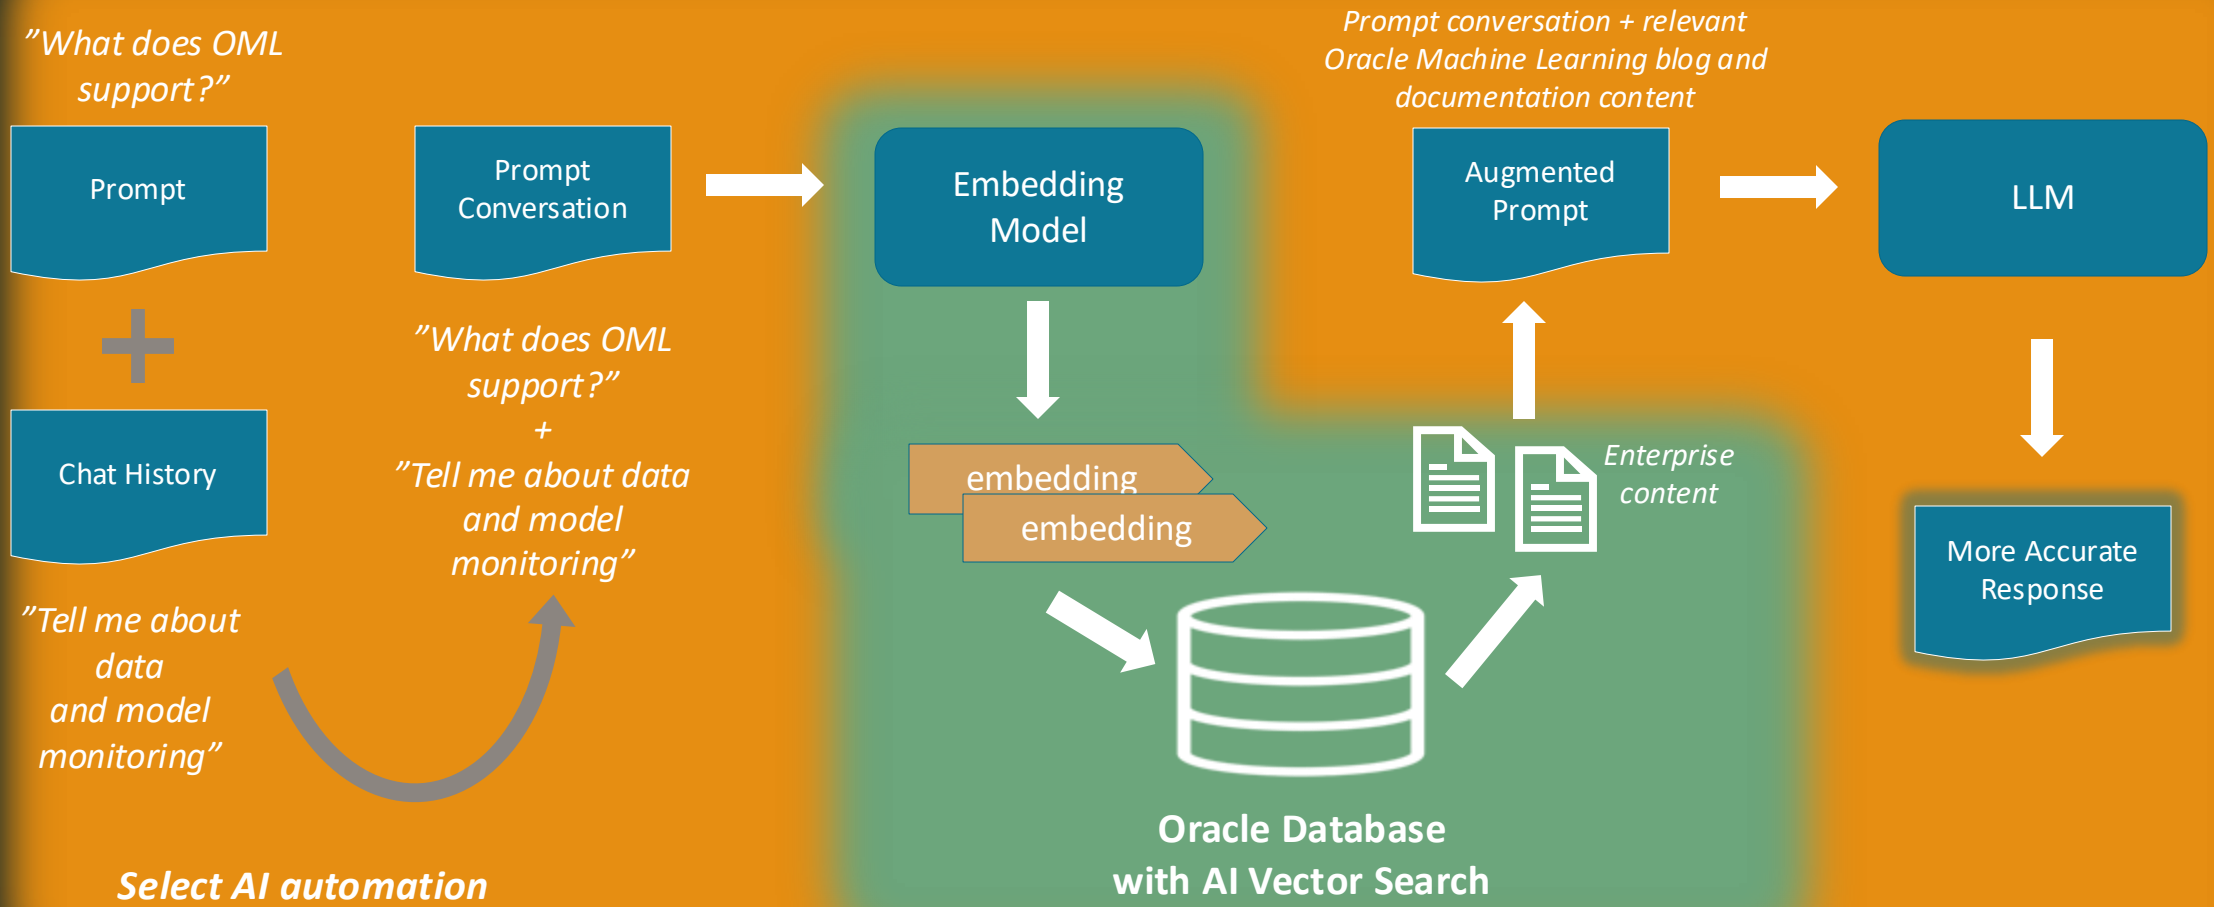 ”What does OML
support?”
Prompt
Chat History
”Tell me about
data
and model
monitoring”
Select AI automation
Prompt
Conversation
”What does OML
support?”
+
”Tell me about data
and model
monitoring”
Embedding
Model
embedding
embedding
Oracle Database
with AI Vector Search
Enterprise
content
Prompt conversation + relevant
Oracle Machine Learning blog and
documentation content
Augmented
Prompt
LLM
More Accurate
Response